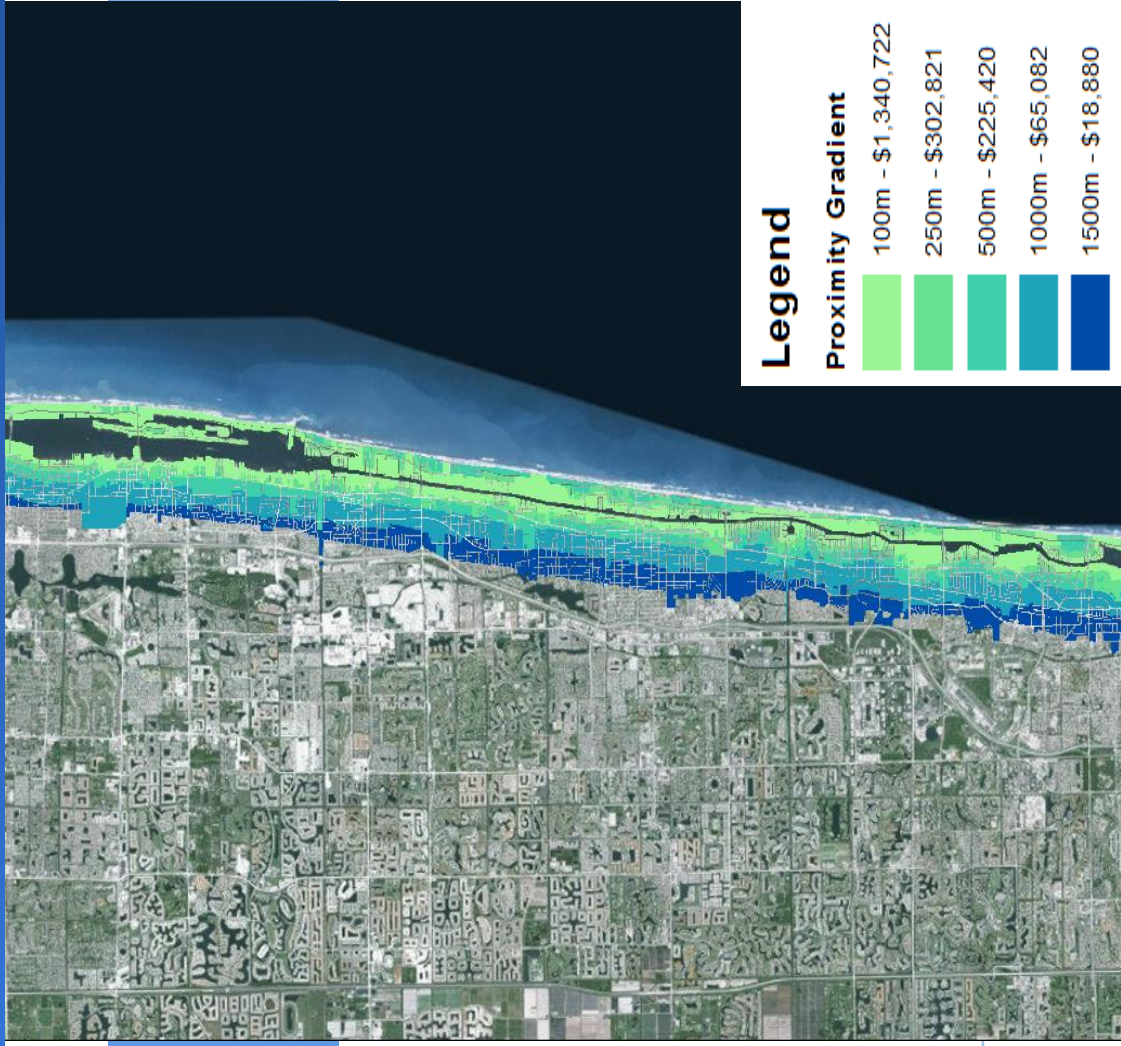 Legend
Proximity Gradient
100m - $1,340,722
250m - $302,821
500m - $225,420
1000m - $65,082
1500m - $18,880